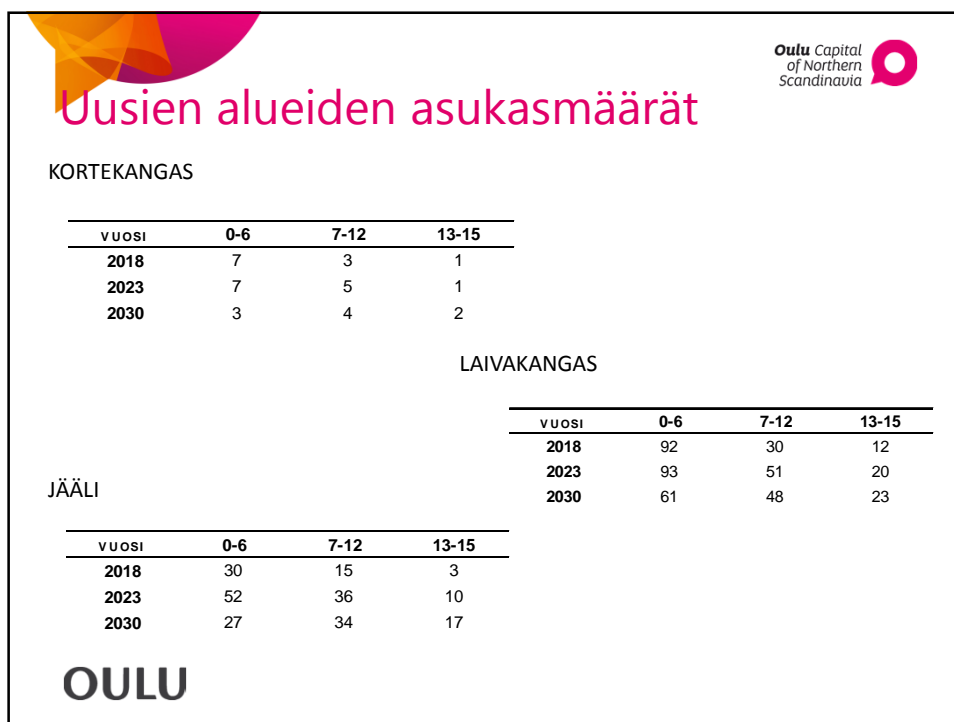 Oulu Capital
of Northern
Scandinavia
Uusien alueiden asukasmäärät
KORTEKANGAS
VUOSI 0-6 7-12 13-15
2018 7 3 1
2023 7 5 1
2030 3 4 2
LAIVAKANGAS
VUOSI 0-6 7-12 13-15
2018 92 30 12
2023 93 51 20
2030 61 48 23
JÄÄLI
VUOSI 0-6 7-12 13-15
2018 30 15 3
2023 52 36 10
2030 27 34 17
OULU